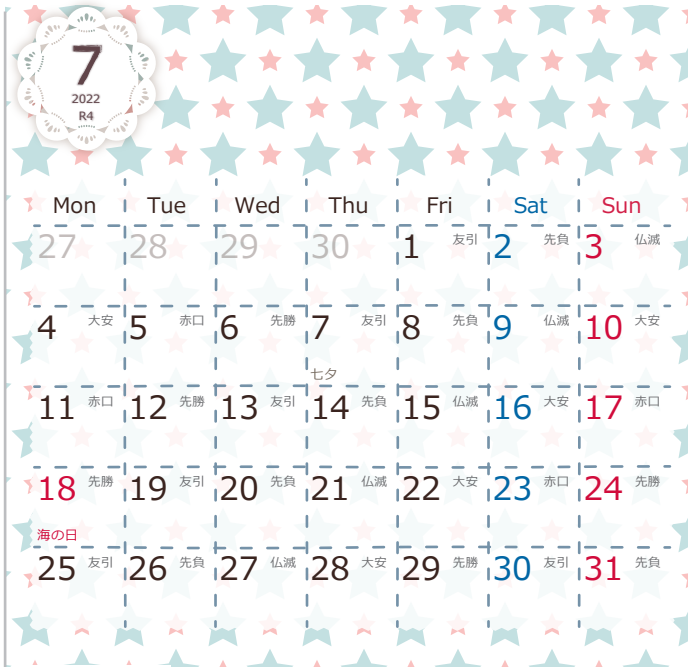 7
2022
R4
Mon Tue Wed Thu Fri Sat Sun
27 28 29 30 1 友引 2 先負 3 仏滅
4 大安 5 赤口 6 先勝 7 友引 8 先負 9 仏滅 10 大安
七夕
11 赤口 12 先勝 13 友引 14 先負 15 仏滅 16 大安 17 赤口
18 先勝 19 友引 20 先負 21 仏滅 22 大安 23 赤口 24 先勝
海の日
25 友引 26 先負 27 仏滅 28 大安 29 先勝 30 友引 31 先負